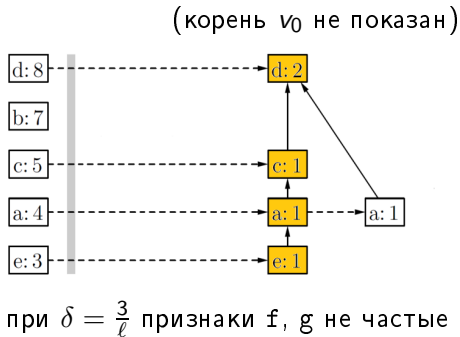 (корень v₀ не показан)
d: 8 d: 2
b: 7
c: 5 c: 1
a: 4 a: 1 a: 1
e: 3 e: 1
при δ = 3/ℓ признаки f, g не частые